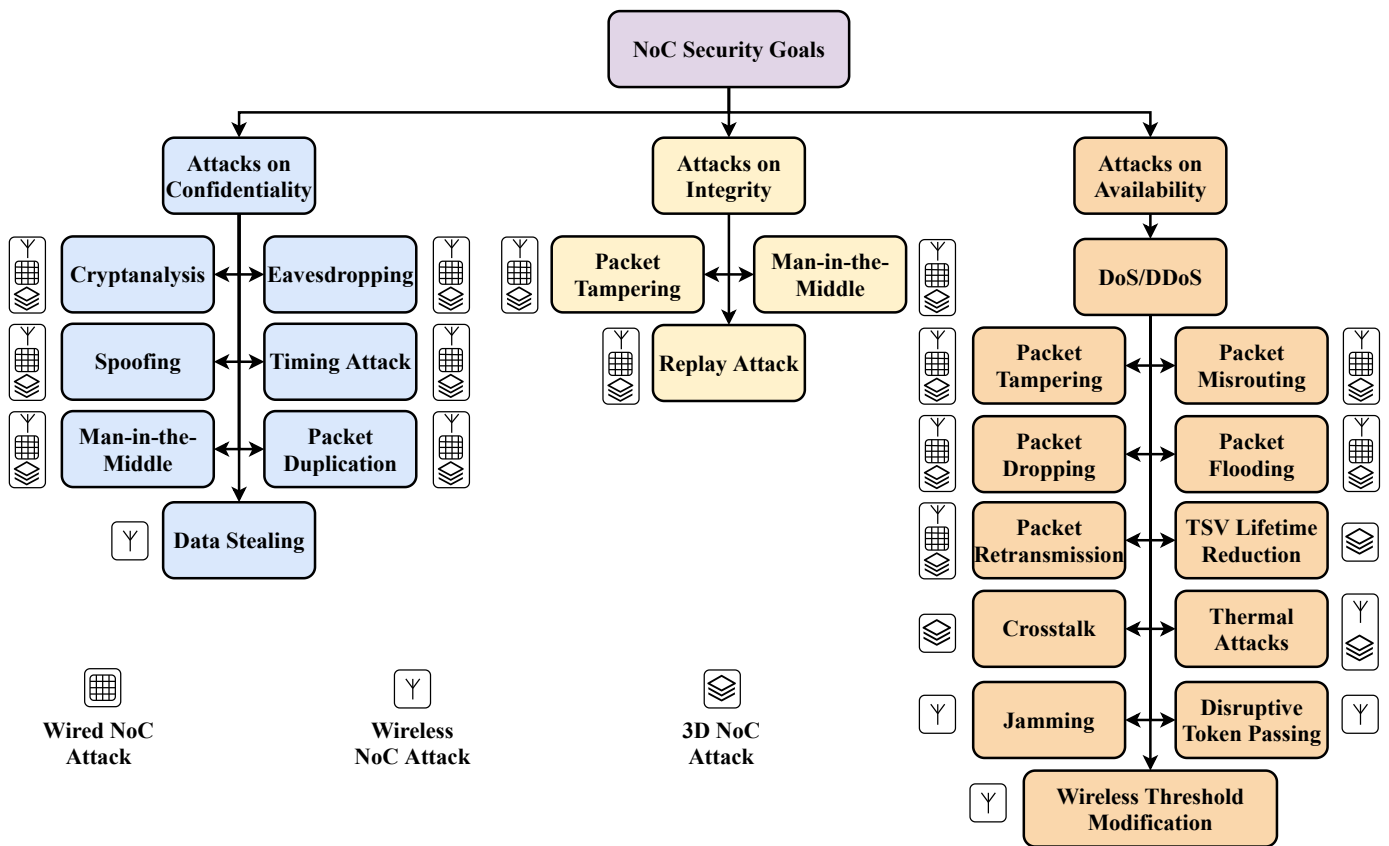 NoC Security Goals
Attacks on
Confidentiality
Attacks on
Integrity
Attacks on
Availability
Cryptanalysis
Eavesdropping
Spoofing
Timing Attack
Man-in-the-
Middle
Packet
Duplication
Data Stealing
Packet
Tampering
Man-in-the-
Middle
Replay Attack
DoS/DDoS
Packet
Tampering
Packet
Misrouting
Packet
Dropping
Packet
Flooding
Packet
Retransmission
TSV Lifetime
Reduction
Crosstalk
Thermal
Attacks
Jamming
Disruptive
Token Passing
Wireless Threshold
Modification
Wired NoC
Attack
Wireless
NoC Attack
3D NoC
Attack